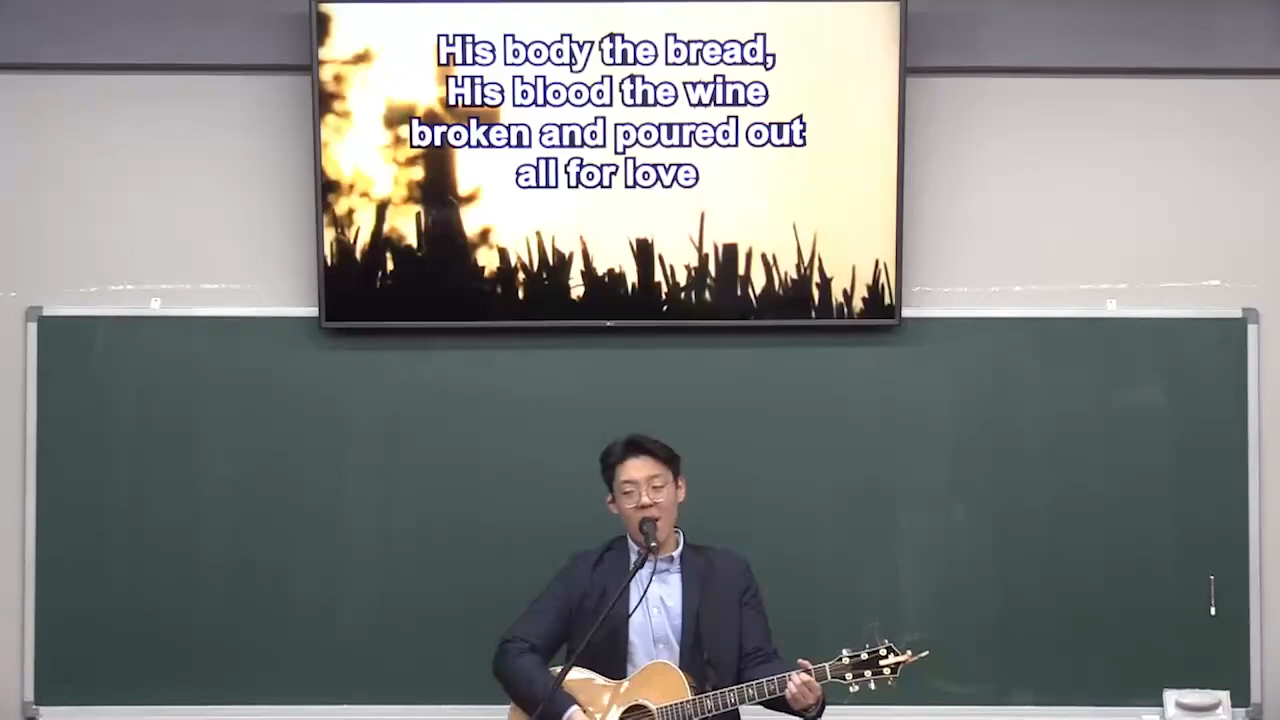 His body the bread,
His blood the wine
broken and poured out
all for love